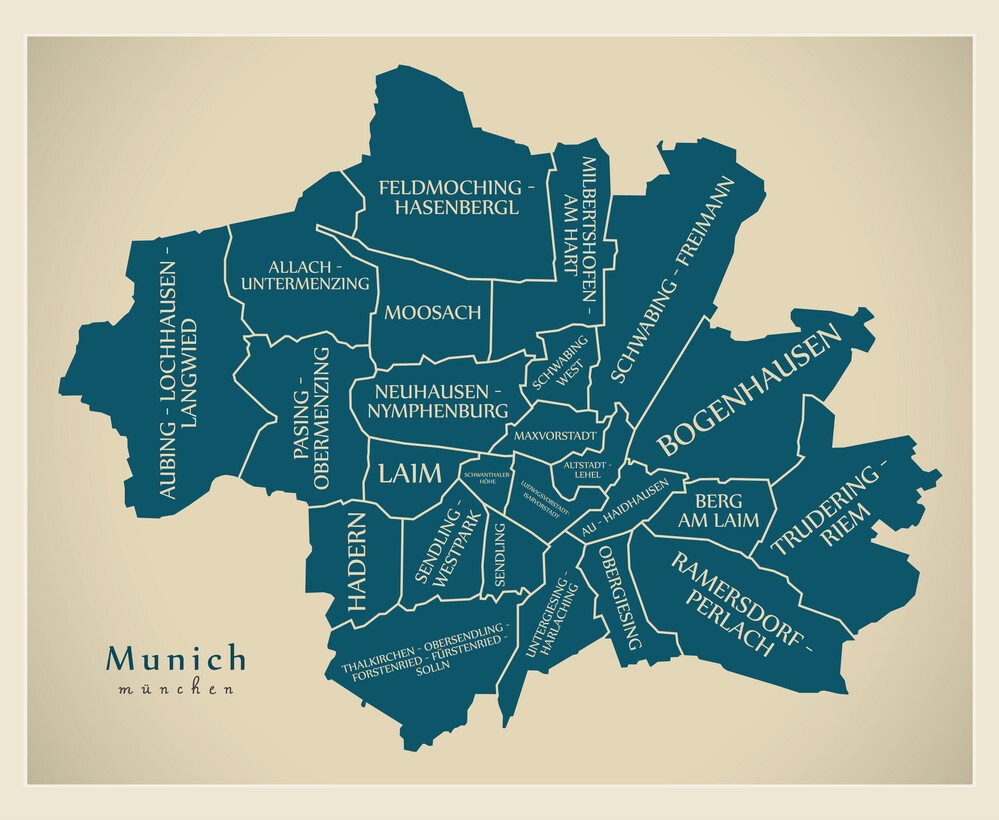 FELDMOCHING -
HASENBERGL
MILBERTSHOFEN -
AM HART
SCHWABING - FREIMANN
ALLACH -
UNTERMENZING
MOOSACH
AUBING - LOCHHAUSEN -
LANGWIED
PASING -
OBERMENZING
NEUHAUSEN -
NYMPHENBURG
SCHWABING
WEST
BOGENHAUSEN
MAXVORSTADT
LAIM
SCHWANTHALER
HÖHE
ALTSTADT -
LEHEL
LUDWIGSVORSTADT-
ISARVORSTADT
AU - HAIDHAUSEN
BERG
AM LAIM
TRUDERING -
RIEM
HADERN
SENDLING -
WESTPARK
SENDLING
OBERGIESING
RAMERSDORF -
PERLACH
UNTERGIESING -
HARLACHING
THALKIRCHEN - OBERSENDLING -
FORSTENRIED - FÜRSTENRIED -
SOLLN
Munich
münchen